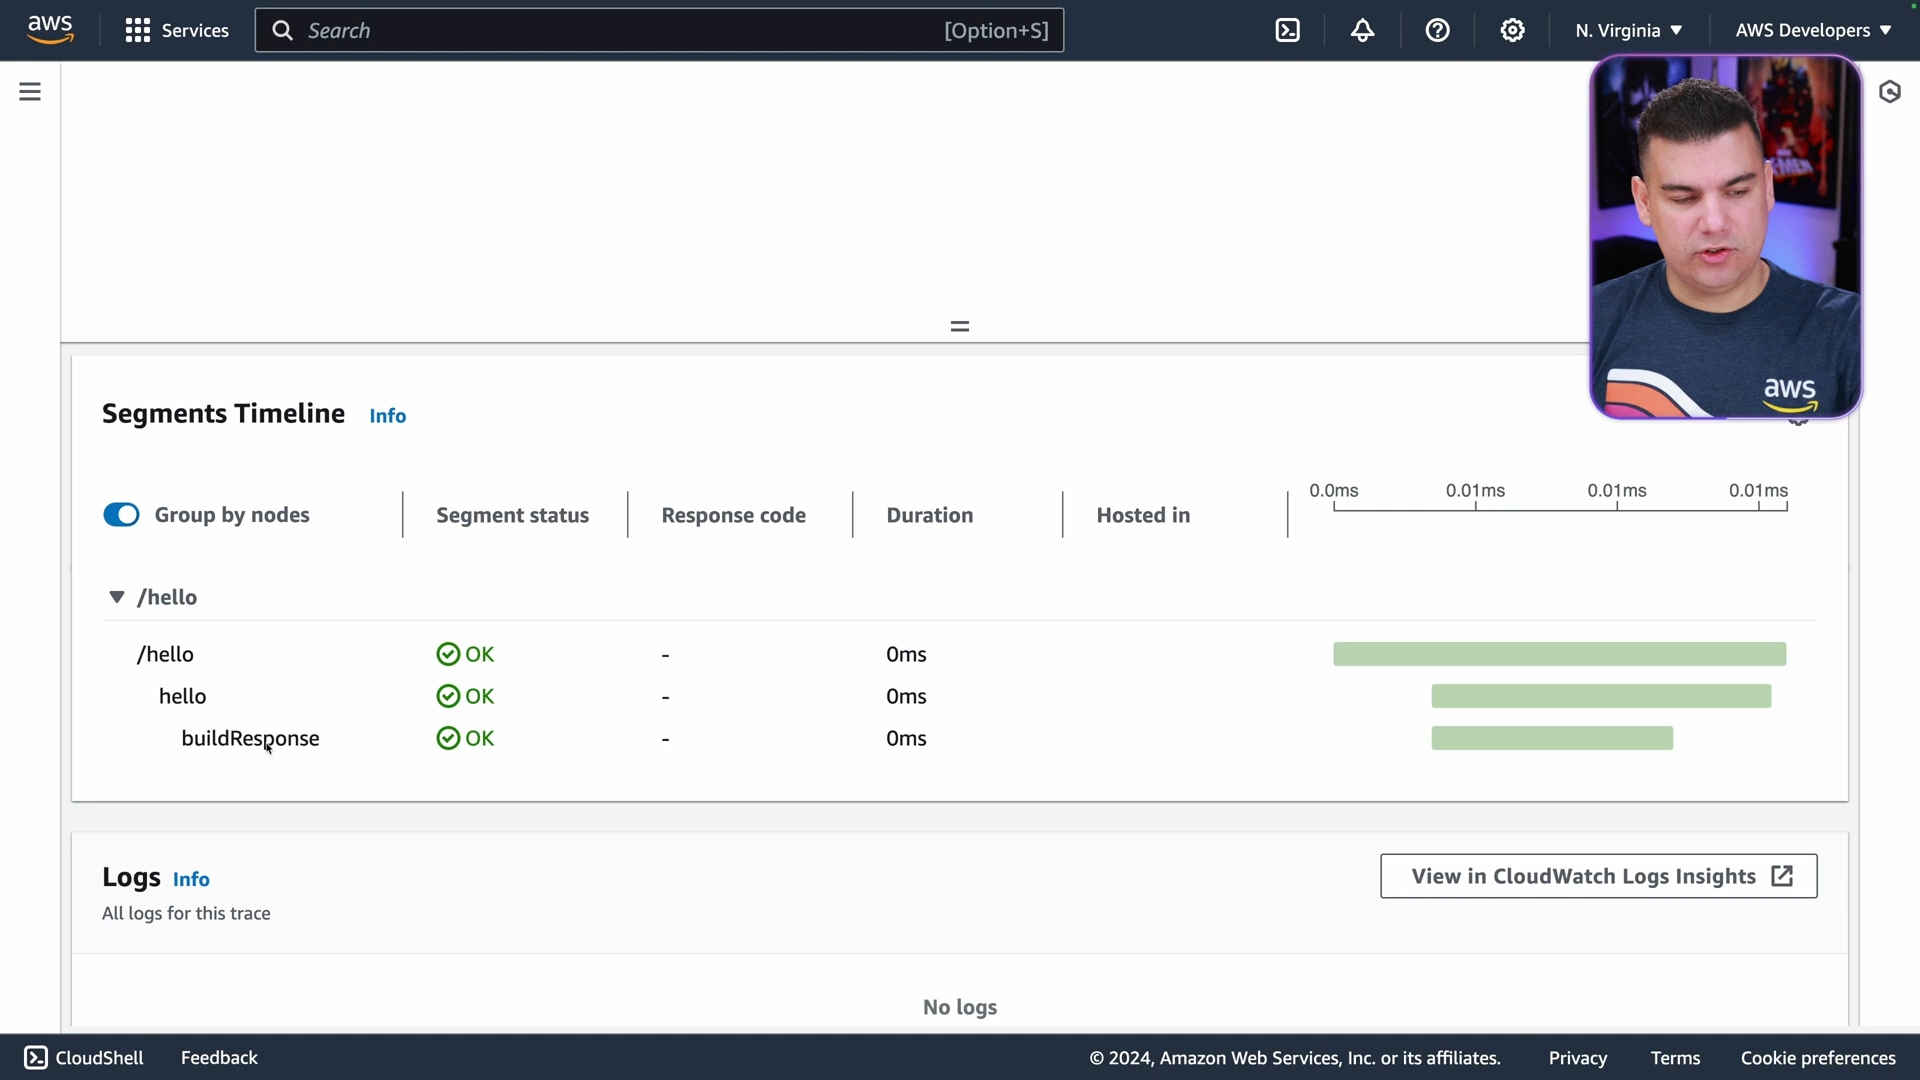 aws Services Search [Option+S] N. Virginia AWS Developers
Segments Timeline Info
0.0ms 0.01ms 0.01ms 0.01ms
Group by nodes Segment status Response code Duration Hosted in
/hello
/hello OK - 0ms
hello OK - 0ms
buildResponse OK - 0ms
Logs Info
View in CloudWatch Logs Insights
All logs for this trace
No logs
aws
CloudShell Feedback © 2024, Amazon Web Services, Inc. or its affiliates. Privacy Terms Cookie preferences